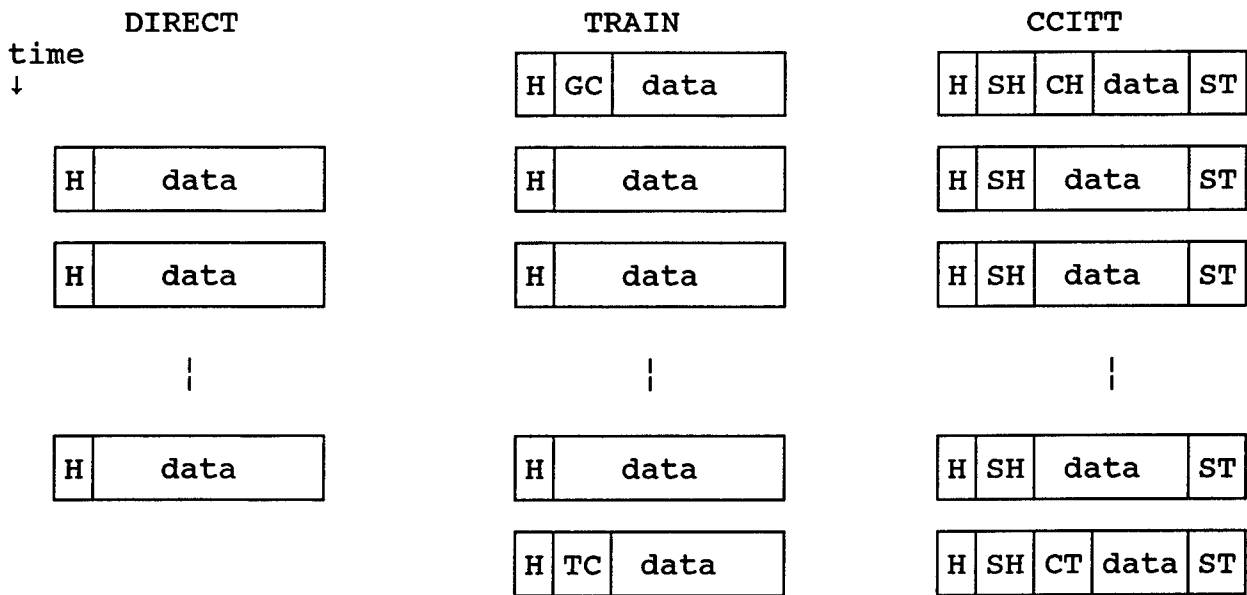 DIRECT TRAIN CCITT
time
↓
H GC data H SH CH data ST
H data H data H SH data ST
H data H data H SH data ST
H data H data H SH data ST
H TC data H SH CT data ST